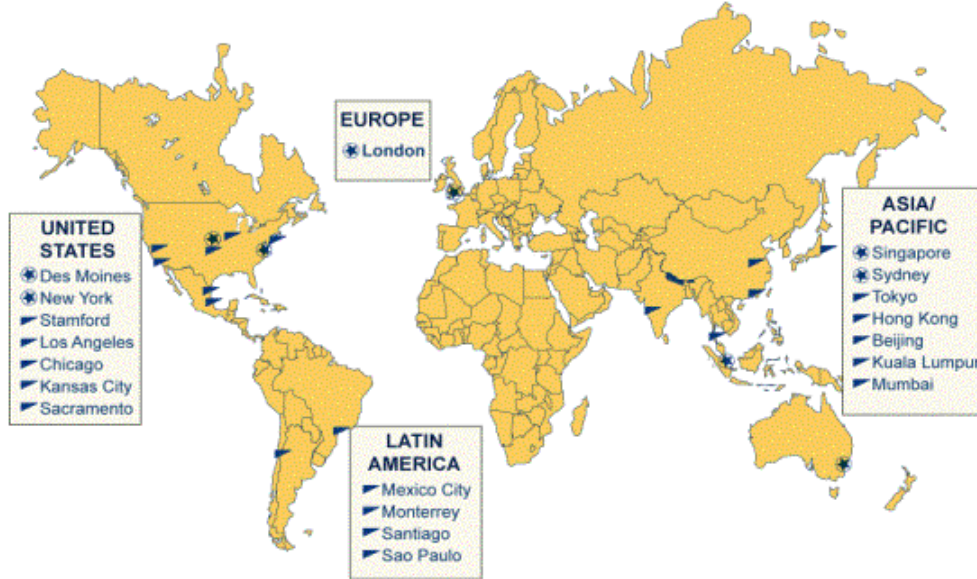 EUROPE
London
UNITED
STATES
Des Moines
New York
Stamford
Los Angeles
Chicago
Kansas City
Sacramento
ASIA/
PACIFIC
Singapore
Sydney
Tokyo
Hong Kong
Beijing
Kuala Lumpur
Mumbai
LATIN
AMERICA
Mexico City
Monterrey
Santiago
Sao Paulo